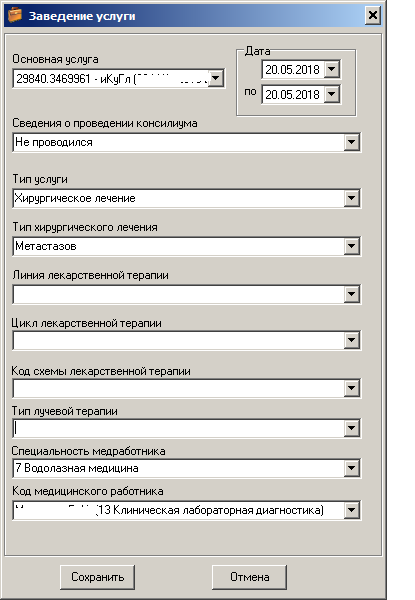 Заведение услуги
Основная услуга
29840.3469961 - иКуГл
Дата
20.05.2018
по 20.05.2018
Сведения о проведении консилиума
Не проводился
Тип услуги
Хирургическое лечение
Тип хирургического лечения
Метастазов
Линия лекарственной терапии
Цикл лекарственной терапии
Код схемы лекарственной терапии
Тип лучевой терапии
Специальность медработника
7 Водолазная медицина
Код медицинского работника
(13 Клиническая лабораторная диагностика)
Сохранить
Отмена